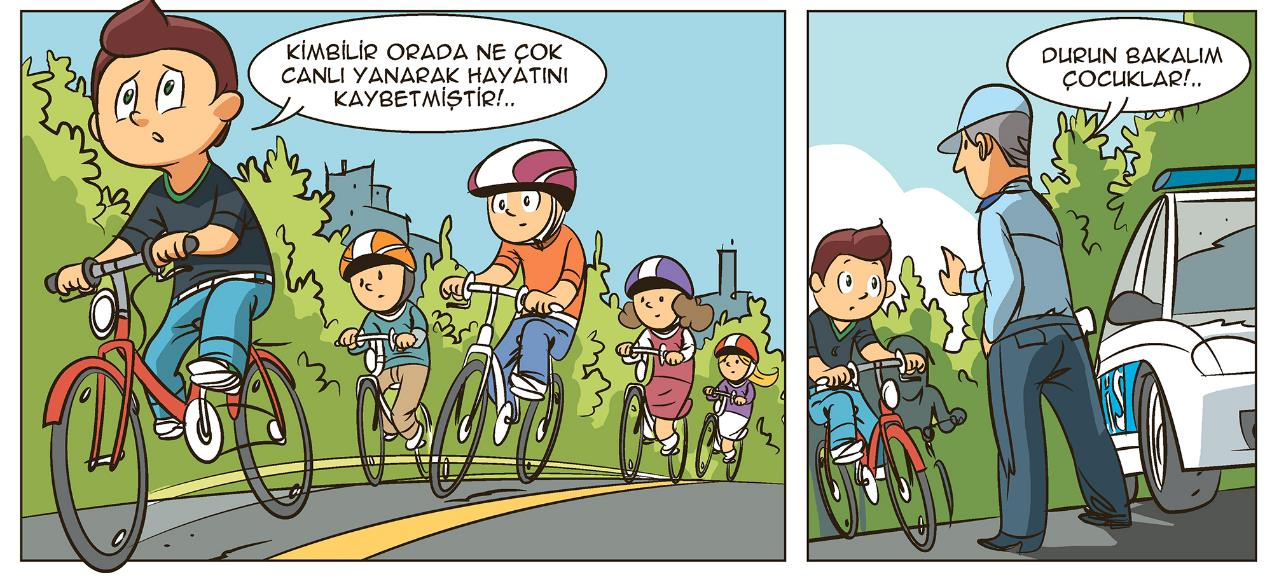 KİMBİLİR ORADA NE ÇOK
CANLI YANARAK HAYATINI
KAYBETMİŞTİR!..
DURUN BAKALIM
ÇOCUKLAR!..